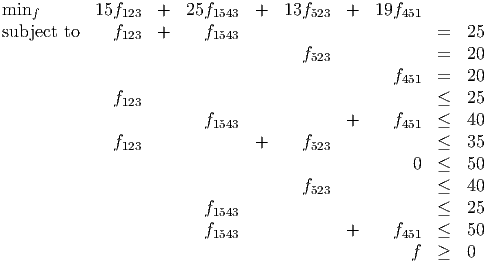 min_f 15f_123 + 25f_1543 + 13f_523 + 19f_451
subject to f_123 + f_1543 = 25
f_523 = 20
f_451 = 20
f_123 ≤ 25
f_1543 + f_451 ≤ 40
f_123 + f_523 ≤ 35
0 ≤ 50
f_523 ≤ 40
f_1543 ≤ 25
f_1543 + f_451 ≤ 50
f ≥ 0